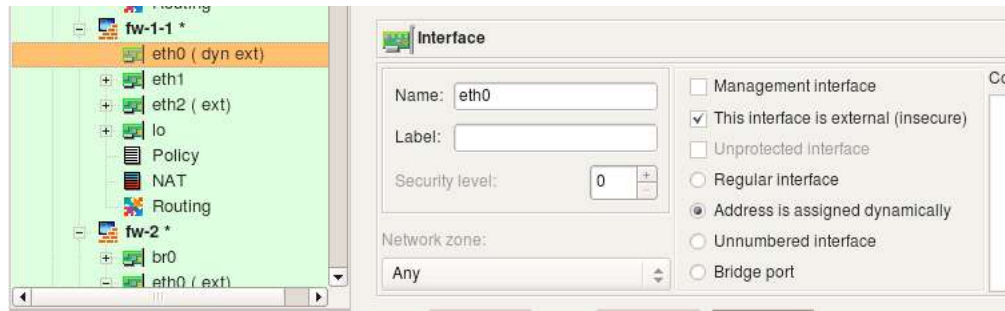 Routing
fw-1-1 *
eth0 ( dyn ext)
eth1
eth2 ( ext)
lo
Policy
NAT
Routing
fw-2 *
br0
eth0 ( ext)
Interface
Name: eth0
Label:
Security level: 0
Network zone:
Any
Management interface
This interface is external (insecure)
Unprotected interface
Regular interface
Address is assigned dynamically
Unnumbered interface
Bridge port